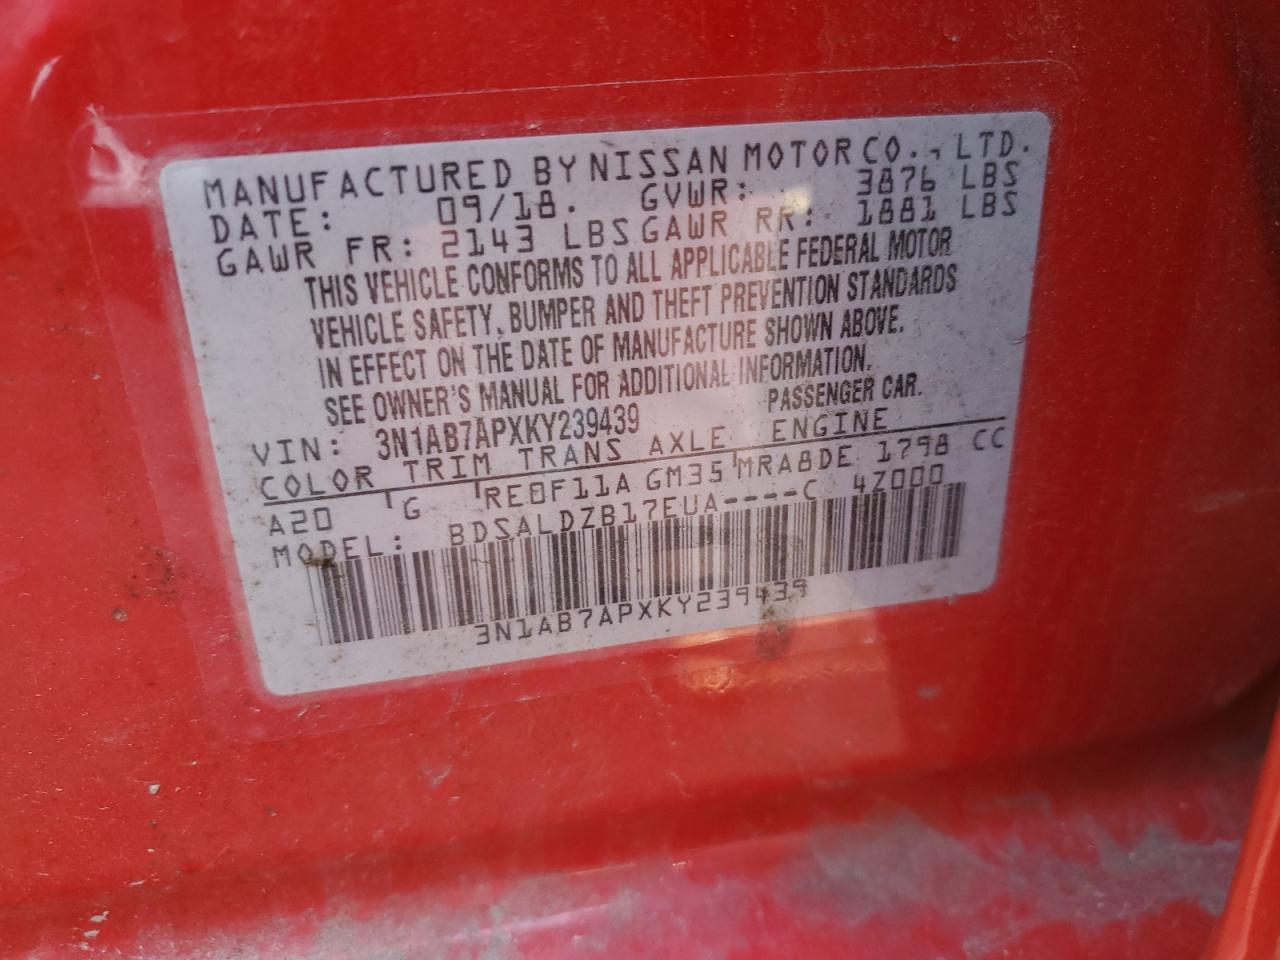 MANUFACTURED BY NISSAN MOTOR CO., LTD.
DATE: 09/18. GVWR: 3876 LBS
GAWR FR: 2143 LBS GAWR RR: 1881 LBS
THIS VEHICLE CONFORMS TO ALL APPLICABLE FEDERAL MOTOR
VEHICLE SAFETY, BUMPER AND THEFT PREVENTION STANDARDS
IN EFFECT ON THE DATE OF MANUFACTURE SHOWN ABOVE.
SEE OWNER'S MANUAL FOR ADDITIONAL INFORMATION.
VIN: 3N1AB7APXKY239439 PASSENGER CAR.
COLOR TRIM TRANS AXLE ENGINE
A20 G RE0F11A GM35 MRA8DE 1798 CC
MODEL: BDSALDZB17EUA----C 4Z000
3N1AB7APXKY239439